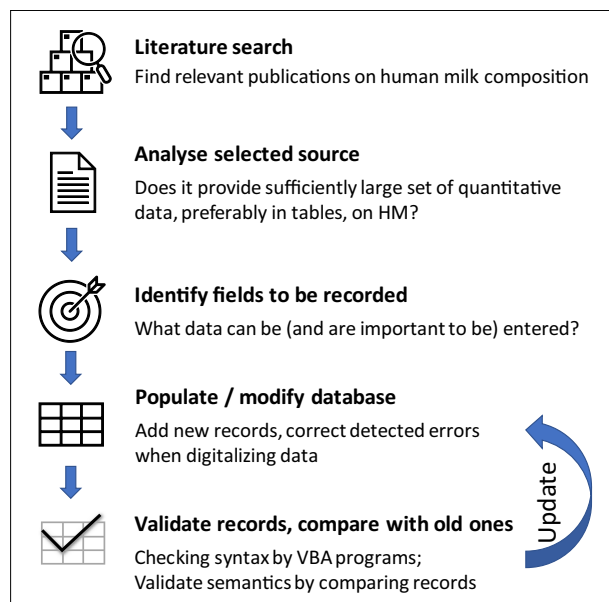 Literature search
Find relevant publications on human milk composition
Analyse selected source
Does it provide sufficiently large set of quantitative
data, preferably in tables, on HM?
Identify fields to be recorded
What data can be (and are important to be) entered?
Populate / modify database
Add new records, correct detected errors
when digitalizing data
Update
Validate records, compare with old ones
Checking syntax by VBA programs;
Validate semantics by comparing records